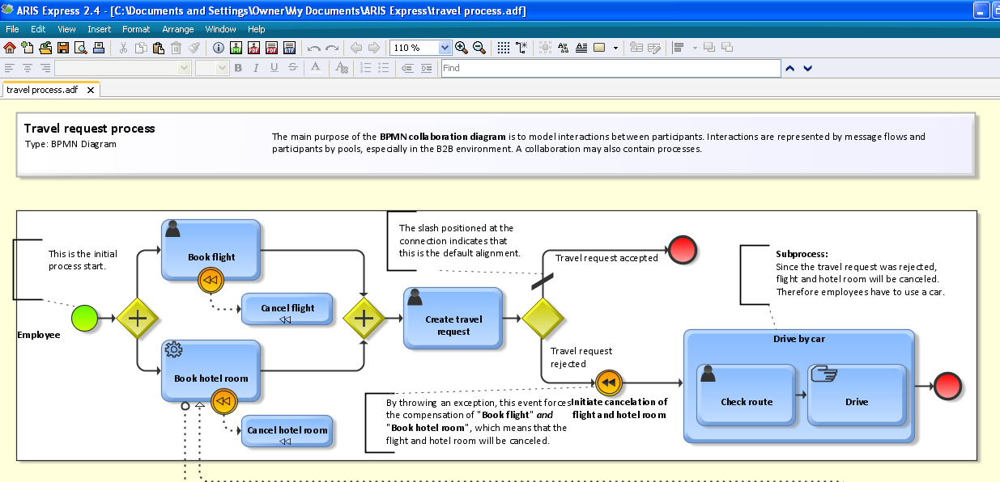 ARIS Express 2.4 - [C:\Documents and Settings\Owner\My Documents\ARIS Express\travel process.adf]
File Edit View Insert Format Arrange Window Help
110 %
B I U S A
Find
travel process.adf
Travel request process
Type: BPMN Diagram
The main purpose of the BPMN collaboration diagram is to model interactions between participants. Interactions are represented by message flows and
participants by pools, especially in the B2B environment. A collaboration may also contain processes.
This is the initial
process start.
Employee
Book flight
Cancel flight
Book hotel room
Cancel hotel room
The slash positioned at the
connection indicates that
this is the default alignment.
Create travel
request
Travel request accepted
Travel request
rejected
By throwing an exception, this event forces
the compensation of "Book flight" and
"Book hotel room", which means that the
flight and hotel room will be canceled.
Initiate cancelation of
flight and hotel room
Subprocess:
Since the travel request was rejected,
flight and hotel room will be canceled.
Therefore employees have to use a car.
Drive by car
Check route
Drive